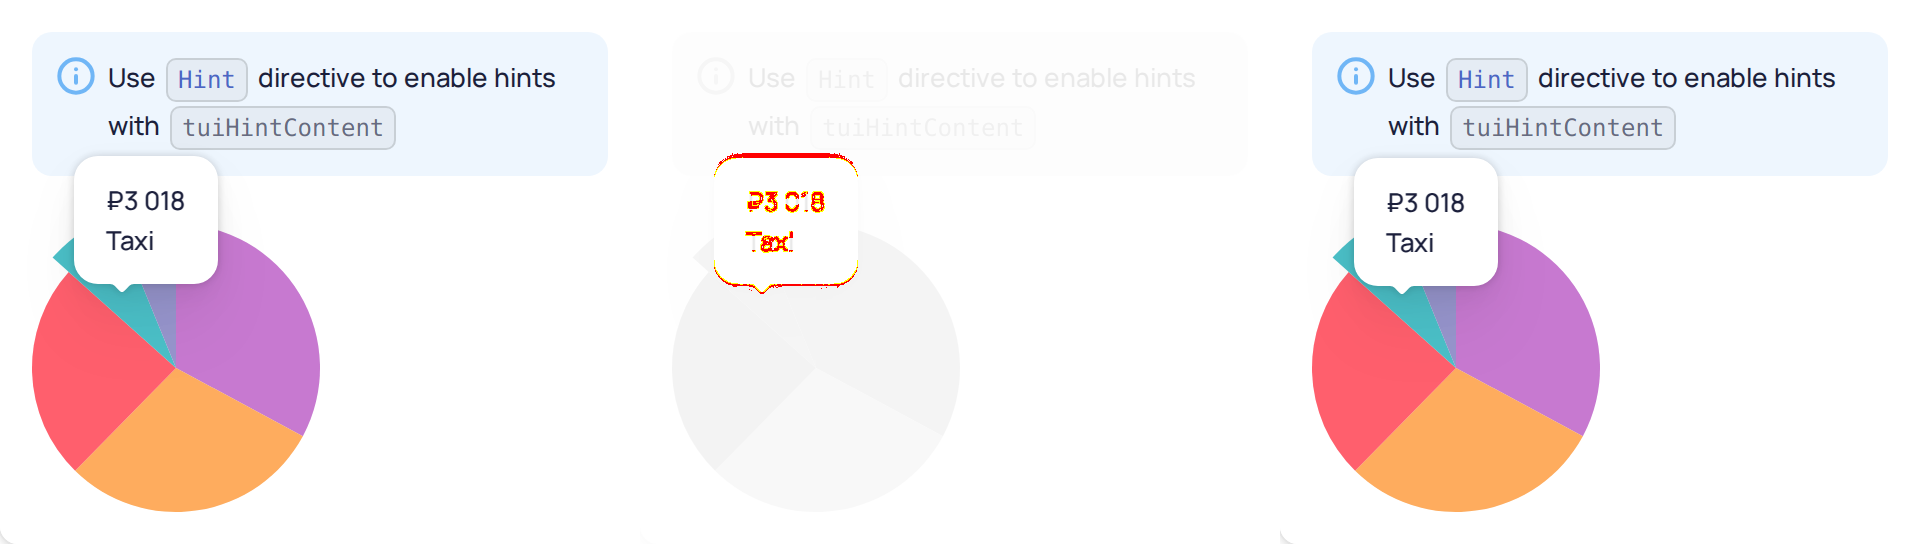 Use Hint directive to enable hints
with tuiHintContent
₽3 018
Taxi
Use Hint directive to enable hints
with tuiHintContent
₽3 018
Taxi
Use Hint directive to enable hints
with tuiHintContent
₽3 018
Taxi